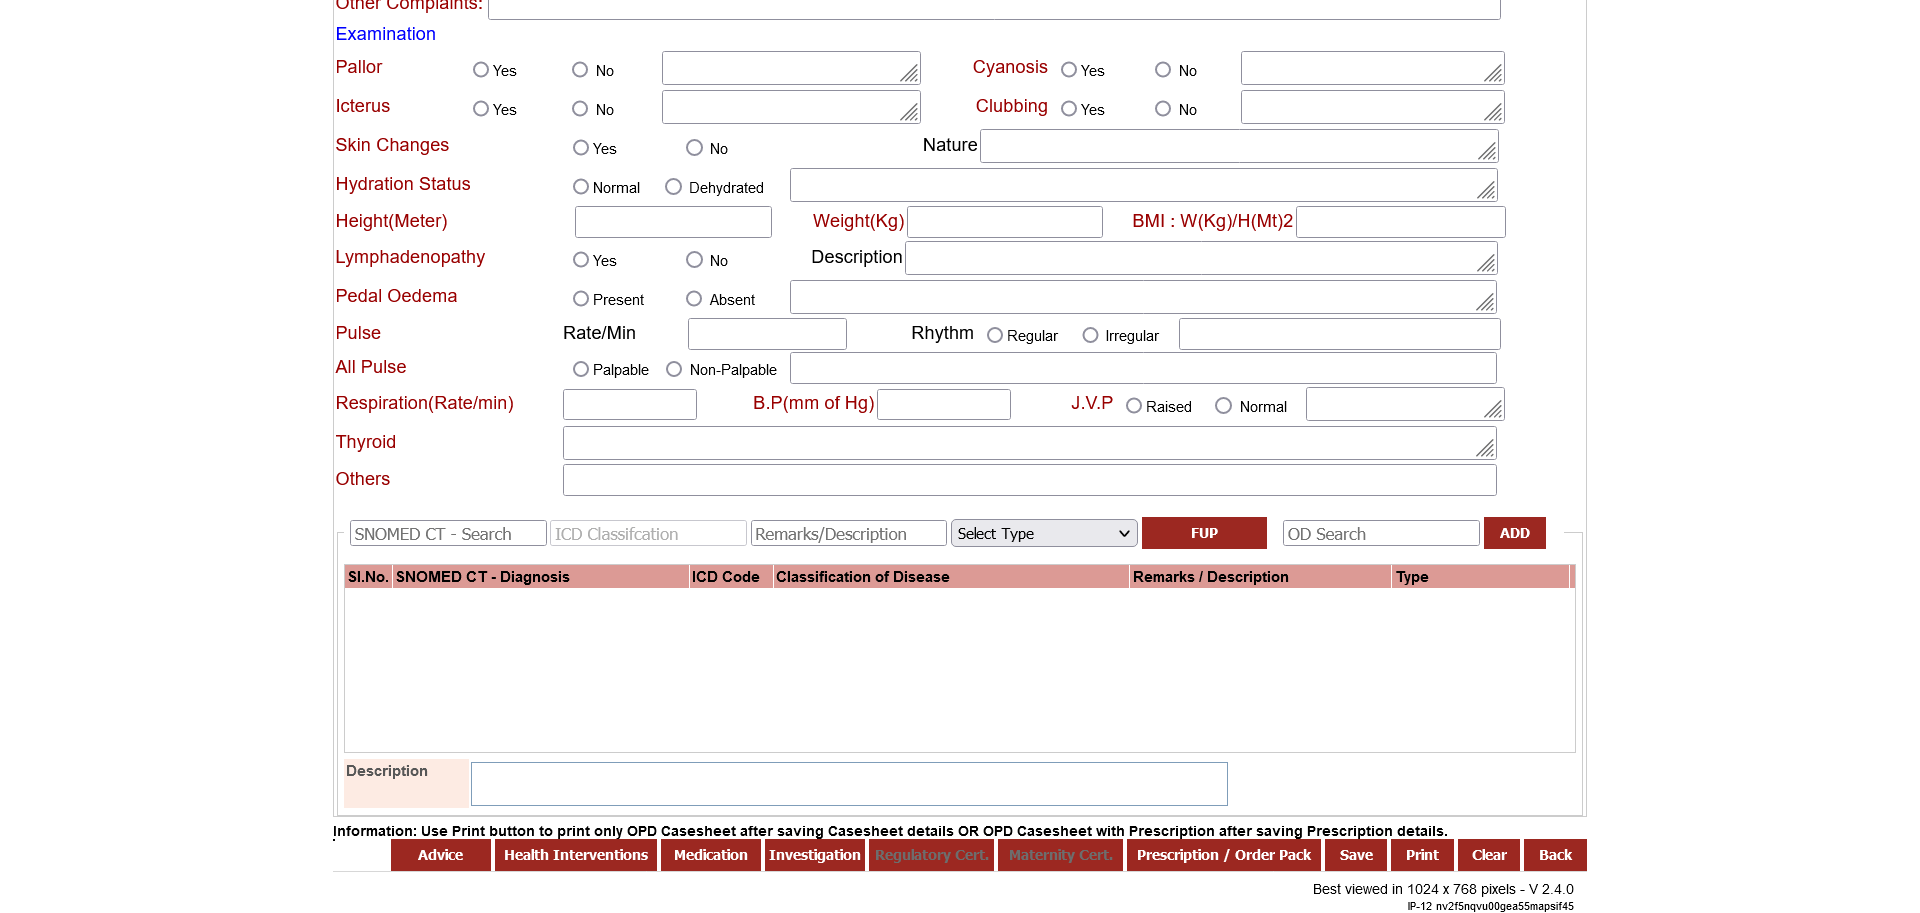 Other Complaints:
Examination
Pallor Yes No Cyanosis Yes No
Icterus Yes No Clubbing Yes No
Skin Changes Yes No Nature
Hydration Status Normal Dehydrated
Height(Meter) Weight(Kg) BMI : W(Kg)/H(Mt)2
Lymphadenopathy Yes No Description
Pedal Oedema Present Absent
Pulse Rate/Min Rhythm Regular Irregular
All Pulse Palpable Non-Palpable
Respiration(Rate/min) B.P(mm of Hg) J.V.P Raised Normal
Thyroid
Others
SNOMED CT - Search ICD Classifcation Remarks/Description Select Type FUP OD Search ADD
Sl.No. SNOMED CT - Diagnosis ICD Code Classification of Disease Remarks / Description Type
Description
Information: Use Print button to print only OPD Casesheet after saving Casesheet details OR OPD Casesheet with Prescription after saving Prescription details.
Advice Health Interventions Medication Investigation Regulatory Cert. Maternity Cert. Prescription / Order Pack Save Print Clear Back
Best viewed in 1024 x 768 pixels - V 2.4.0
IP-12 nv2f5nqvu00gea55mapsif45